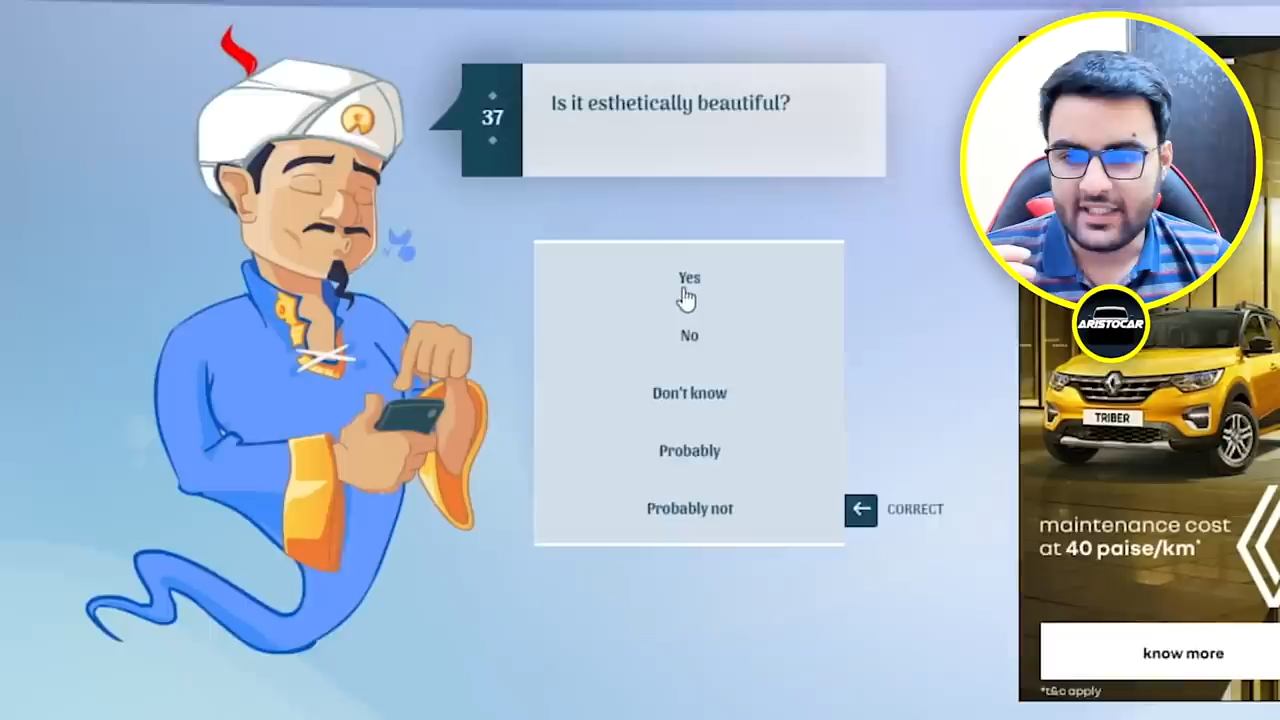 37
Is it esthetically beautiful?
Yes
No
Don't know
Probably
Probably not
CORRECT
ARISTOCAR
TRIBER
maintenance cost
at 40 paise/km*
know more
*t&c apply